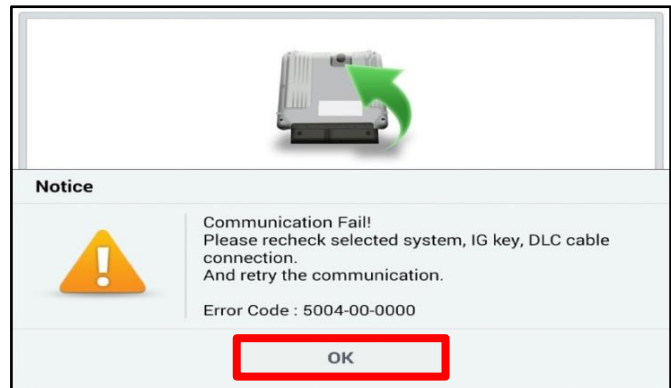 Notice
Communication Fail!
Please recheck selected system, IG key, DLC cable
connection.
And retry the communication.
Error Code : 5004-00-0000
OK